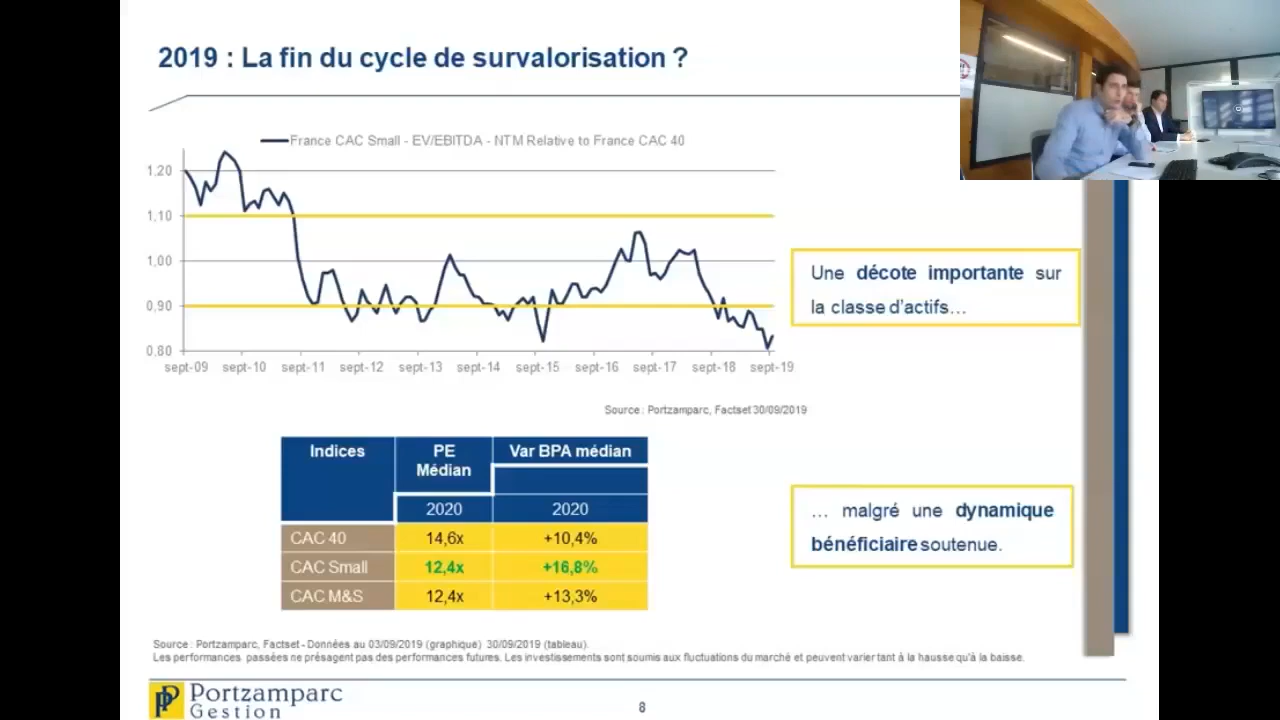 2019 : La fin du cycle de survalorisation ?
France CAC Small - EV/EBITDA - NTM Relative to France CAC 40
1,20
1,10
1,00
0,90
0,80
sept-09 sept-10 sept-11 sept-12 sept-13 sept-14 sept-15 sept-16 sept-17 sept-18 sept-19
Une décote importante sur
la classe d'actifs…
Source : Portzamparc, Factset 30/09/2019
Indices PE Var BPA médian
Médian
2020 2020
CAC 40 14,6x +10,4%
CAC Small 12,4x +16,8%
CAC M&S 12,4x +13,3%
… malgré une dynamique
bénéficiaire soutenue.
Source : Portzamparc, Factset - Données au 03/09/2019 (graphique) 30/09/2019 (tableau).
Les performances passées ne présagent pas des performances futures. Les investissements sont soumis aux fluctuations du marché et peuvent varier tant à la hausse qu'à la baisse.
Portzamparc
Gestion
8